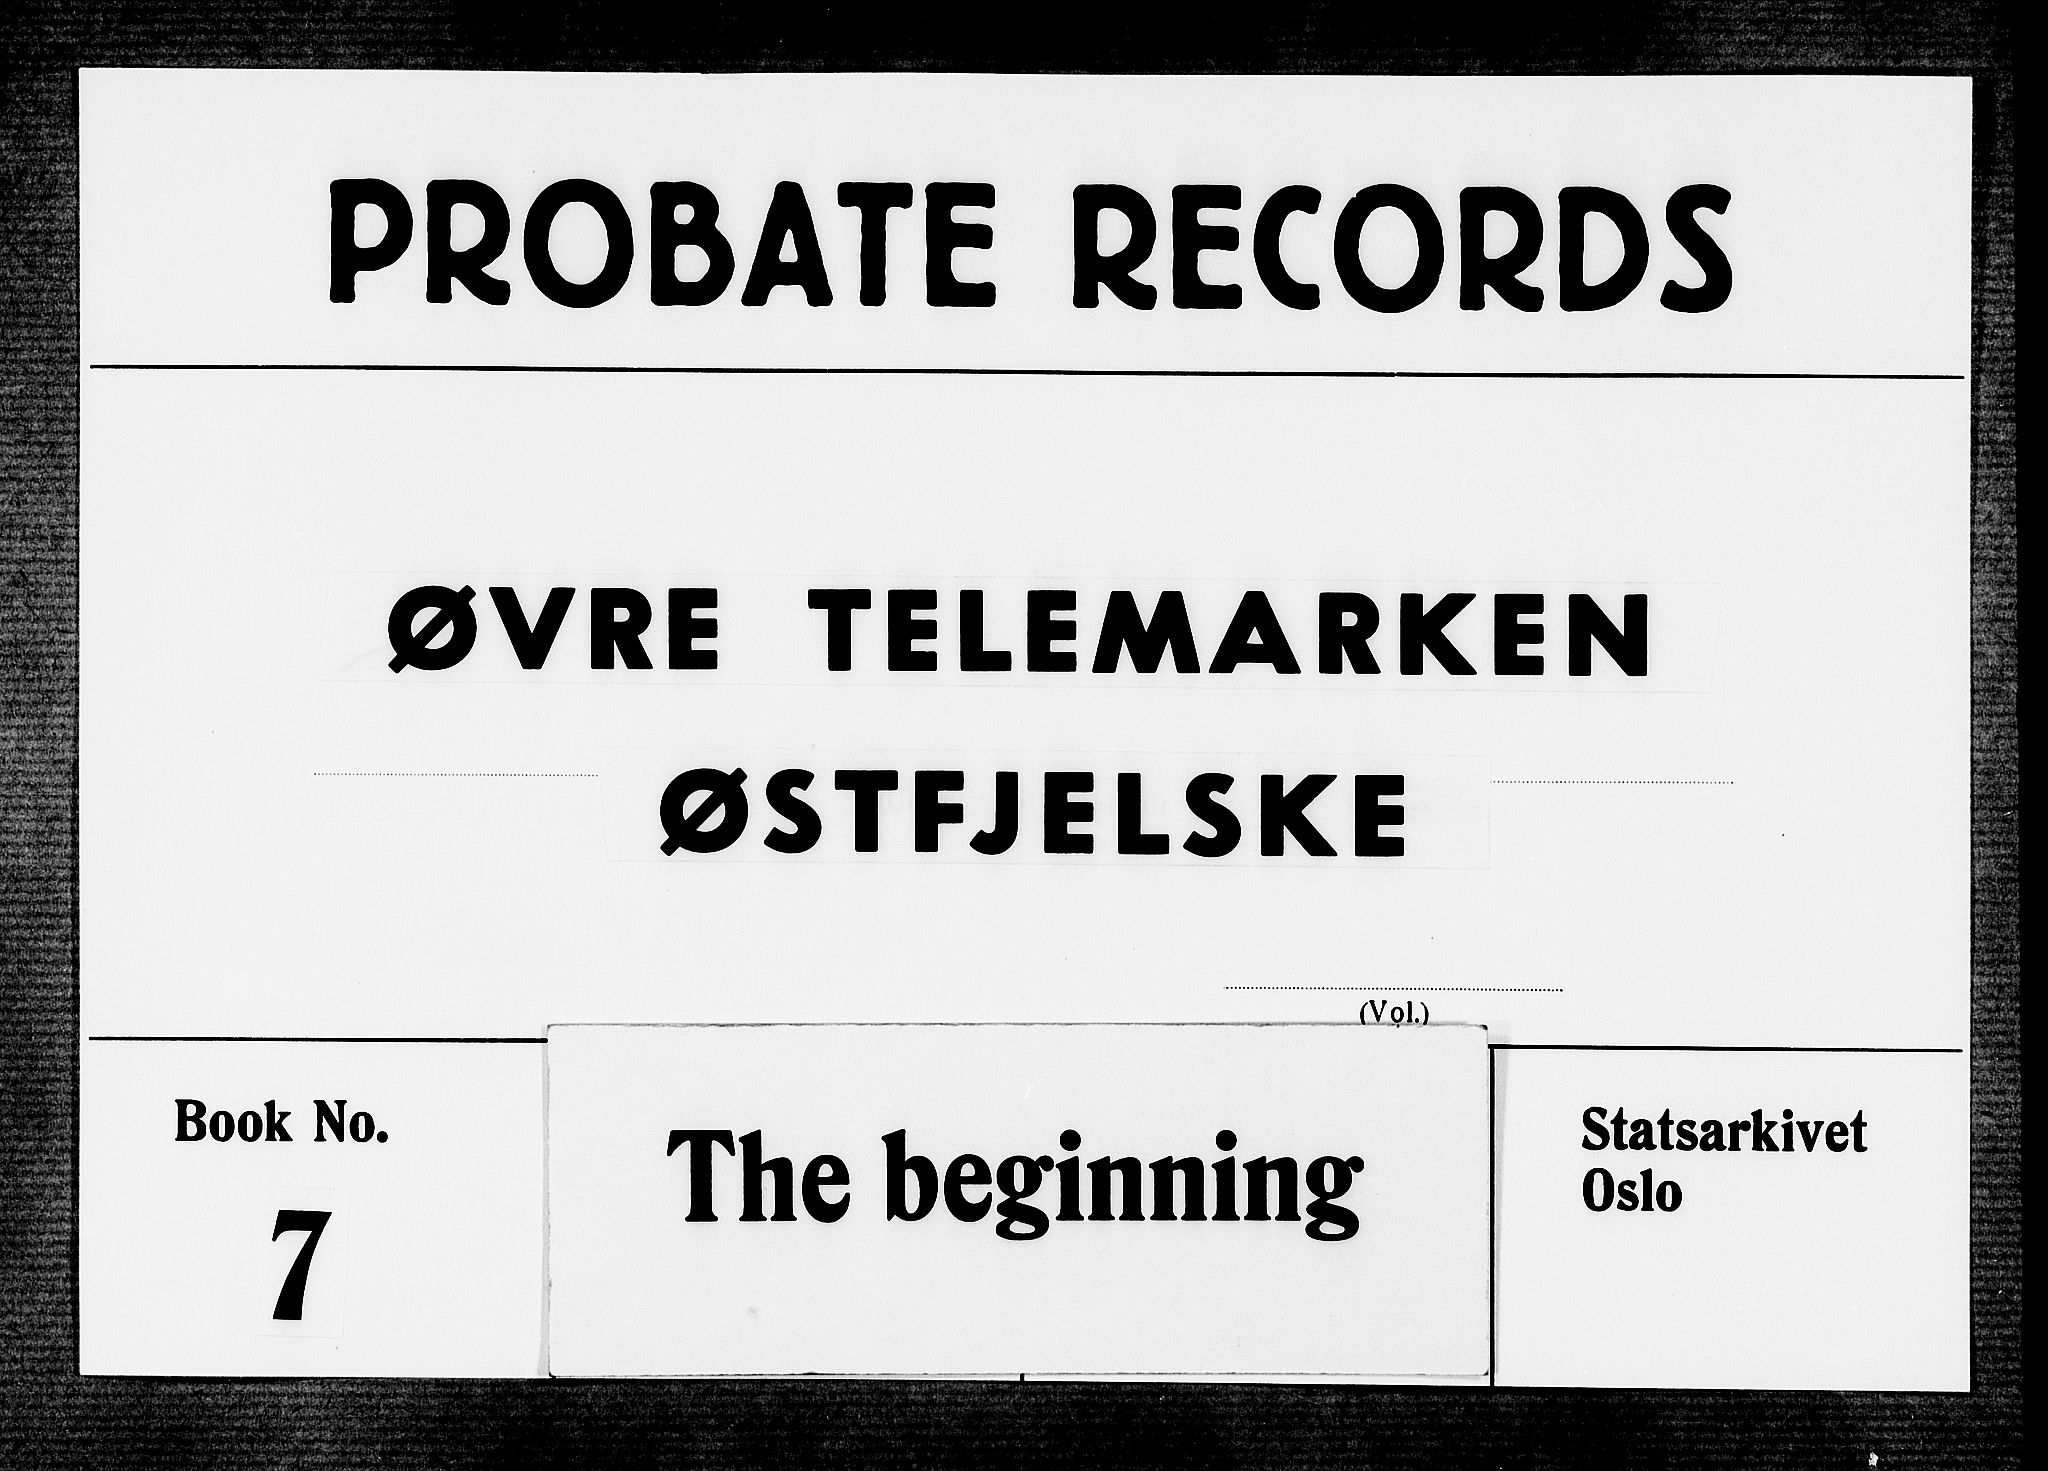 PROBATE RECORDS
ØVRE TELEMARKEN
ØSTFJELSKE
(Vol.)
Book No.
7
The beginning
Statsarkivet
Oslo